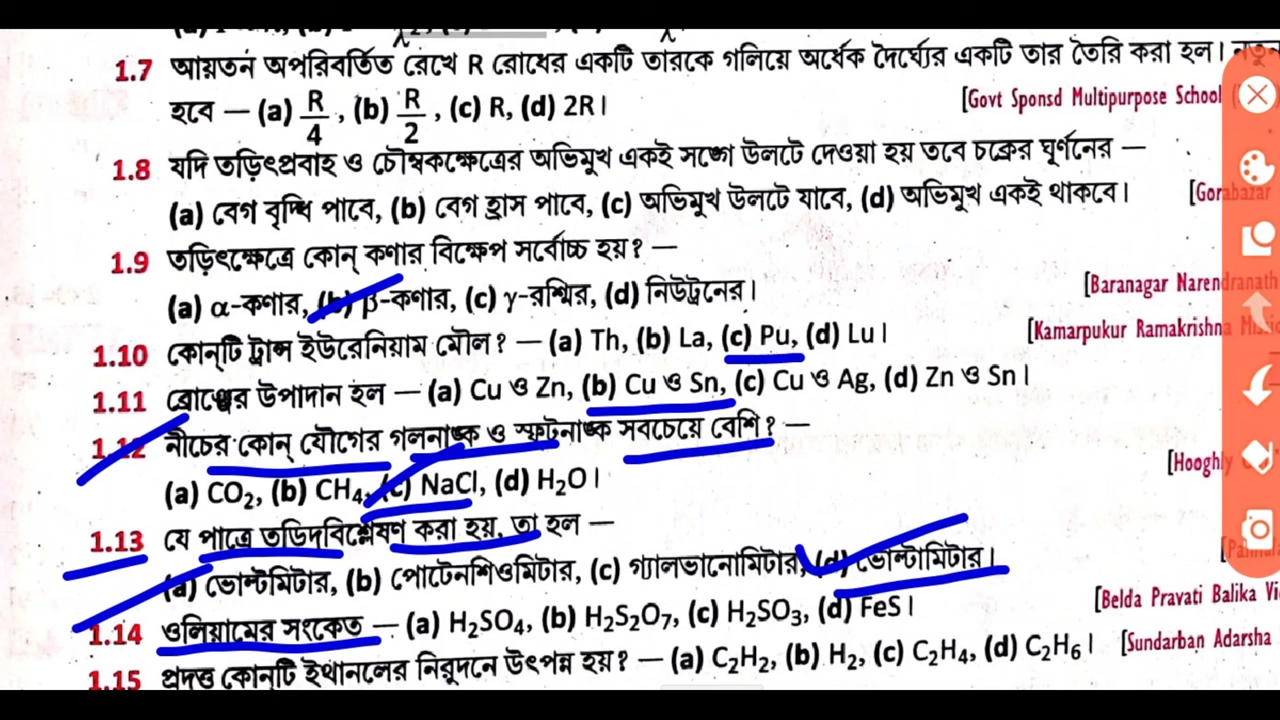 1.7 আয়তন অপরিবর্তিত রেখে R রোধের একটি তারকে গলিয়ে অর্ধেক দৈর্ঘ্যের একটি তার তৈরি করা হল। নতুন
হবে — (a) R/4, (b) R/2, (c) R, (d) 2R। [Govt Sponsd Multipurpose School
1.8 যদি তড়িৎপ্রবাহ ও চৌম্বকক্ষেত্রের অভিমুখ একই সঙ্গে উলটে দেওয়া হয় তবে চক্রের ঘূর্ণনের —
(a) বেগ বৃদ্ধি পাবে, (b) বেগ হ্রাস পাবে, (c) অভিমুখ উলটে যাবে, (d) অভিমুখ একই থাকবে। [Gorabazar
1.9 তড়িৎক্ষেত্রে কোন্ কণার বিক্ষেপ সর্বোচ্চ হয়? —
(a) α-কণার, (b) β-কণার, (c) γ-রশ্মির, (d) নিউট্রনের। [Baranagar Narendranath
1.10 কোন্‌টি ট্রান্স ইউরেনিয়াম মৌল? — (a) Th, (b) La, (c) Pu, (d) Lu। [Kamarpukur Ramakrishna
1.11 ব্রোঞ্জের উপাদান হল — (a) Cu ও Zn, (b) Cu ও Sn, (c) Cu ও Ag, (d) Zn ও Sn।
1.12 নীচের কোন্ যৌগের গলনাঙ্ক ও স্ফুটনাঙ্ক সবচেয়ে বেশি? —
(a) CO₂, (b) CH₄, (c) NaCl, (d) H₂O। [Hooghly
1.13 যে পাত্রে তড়িদবিশ্লেষণ করা হয়, তা হল —
(a) ভোল্টমিটার, (b) পোটেনশিওমিটার, (c) গ্যালভানোমিটার, (d) ভোল্টামিটার।
1.14 ওলিয়ামের সংকেত — (a) H₂SO₄, (b) H₂S₂O₇, (c) H₂SO₃, (d) FeS। [Belda Pravati Balika
1.15 প্রদত্ত কোন্‌টি ইথানলের নিরুদনে উৎপন্ন হয়? — (a) C₂H₂, (b) H₂, (c) C₂H₄, (d) C₂H₆। [Sundarban Adarsha